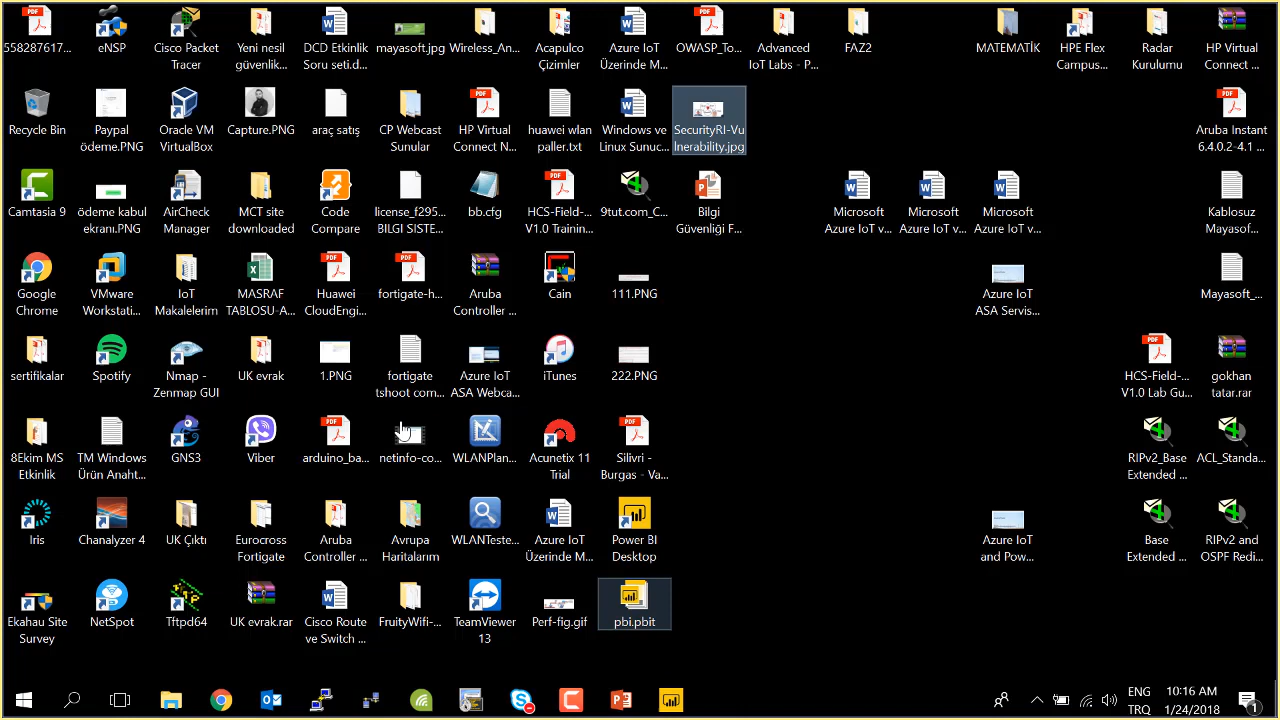 558287617...
eNSP
Cisco Packet
Tracer
Yeni nesil
güvenlik...
DCD Etkinlik
Soru seti.d...
mayasoft.jpg
Wireless_An...
Acapulco
Çizimler
Azure IoT
Üzerinde M...
OWASP_To...
Advanced
IoT Labs - P...
FAZ2
MATEMATİK
HPE Flex
Campus...
Radar
Kurulumu
HP Virtual
Connect ...
Recycle Bin
Paypal
ödeme.PNG
Oracle VM
VirtualBox
Capture.PNG
araç satış
CP Webcast
Sunular
HP Virtual
Connect N...
huawei wlan
paller.txt
Windows ve
Linux Sunuc...
SecurityRI-Vu
lnerability.jpg
Aruba Instant
6.4.0.2-4.1 ...
Camtasia 9
ödeme kabul
ekranı.PNG
AirCheck
Manager
MCT site
downloaded
Code
Compare
license_f295...
BILGI SISTE...
bb.cfg
HCS-Field-...
V1.0 Trainin...
9tut.com_C...
Bilgi
Güvenliği F...
Microsoft
Azure IoT v...
Microsoft
Azure IoT v...
Microsoft
Azure IoT v...
Kablosuz
Mayasoft...
Google
Chrome
VMware
Workstati...
IoT
Makalelerim
MASRAF
TABLOSU-A...
Huawei
CloudEngi...
fortigate-h...
Aruba
Controller ...
Cain
111.PNG
Azure IoT
ASA Servis...
Mayasoft_...
sertifikalar
Spotify
Nmap -
Zenmap GUI
UK evrak
1.PNG
fortigate
tshoot com...
Azure IoT
ASA Webca...
iTunes
222.PNG
HCS-Field-...
V1.0 Lab Gu...
gokhan
tatar.rar
8Ekim MS
Etkinlik
TM Windows
Ürün Anaht...
GNS3
Viber
arduino_ba...
netinfo-co...
WLANPlan...
Acunetix 11
Trial
Silivri -
Burgas - Va...
RIPv2_Base
Extended ...
ACL_Standa...
Iris
Chanalyzer 4
UK Çıktı
Eurocross
Fortigate
Aruba
Controller ...
Avrupa
Haritalarım
WLANTeste...
Azure IoT
Üzerinde M...
Power BI
Desktop
Azure IoT
and Pow...
Base
Extended ...
RIPv2 and
OSPF Redi...
Ekahau Site
Survey
NetSpot
Tftpd64
UK evrak.rar
Cisco Route
ve Switch ...
FruityWifi-...
TeamViewer
13
Perf-fig.gif
pbi.pbit
ENG
TRQ
10:16 AM
1/24/2018
1